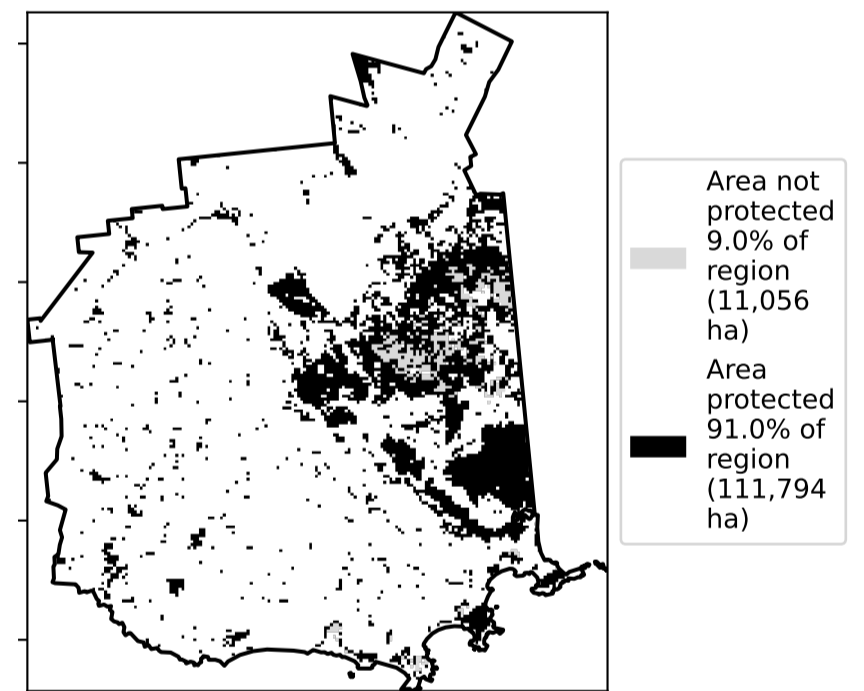 Area not
protected
9.0% of
region
(11,056
ha)
Area
protected
91.0% of
region
(111,794
ha)